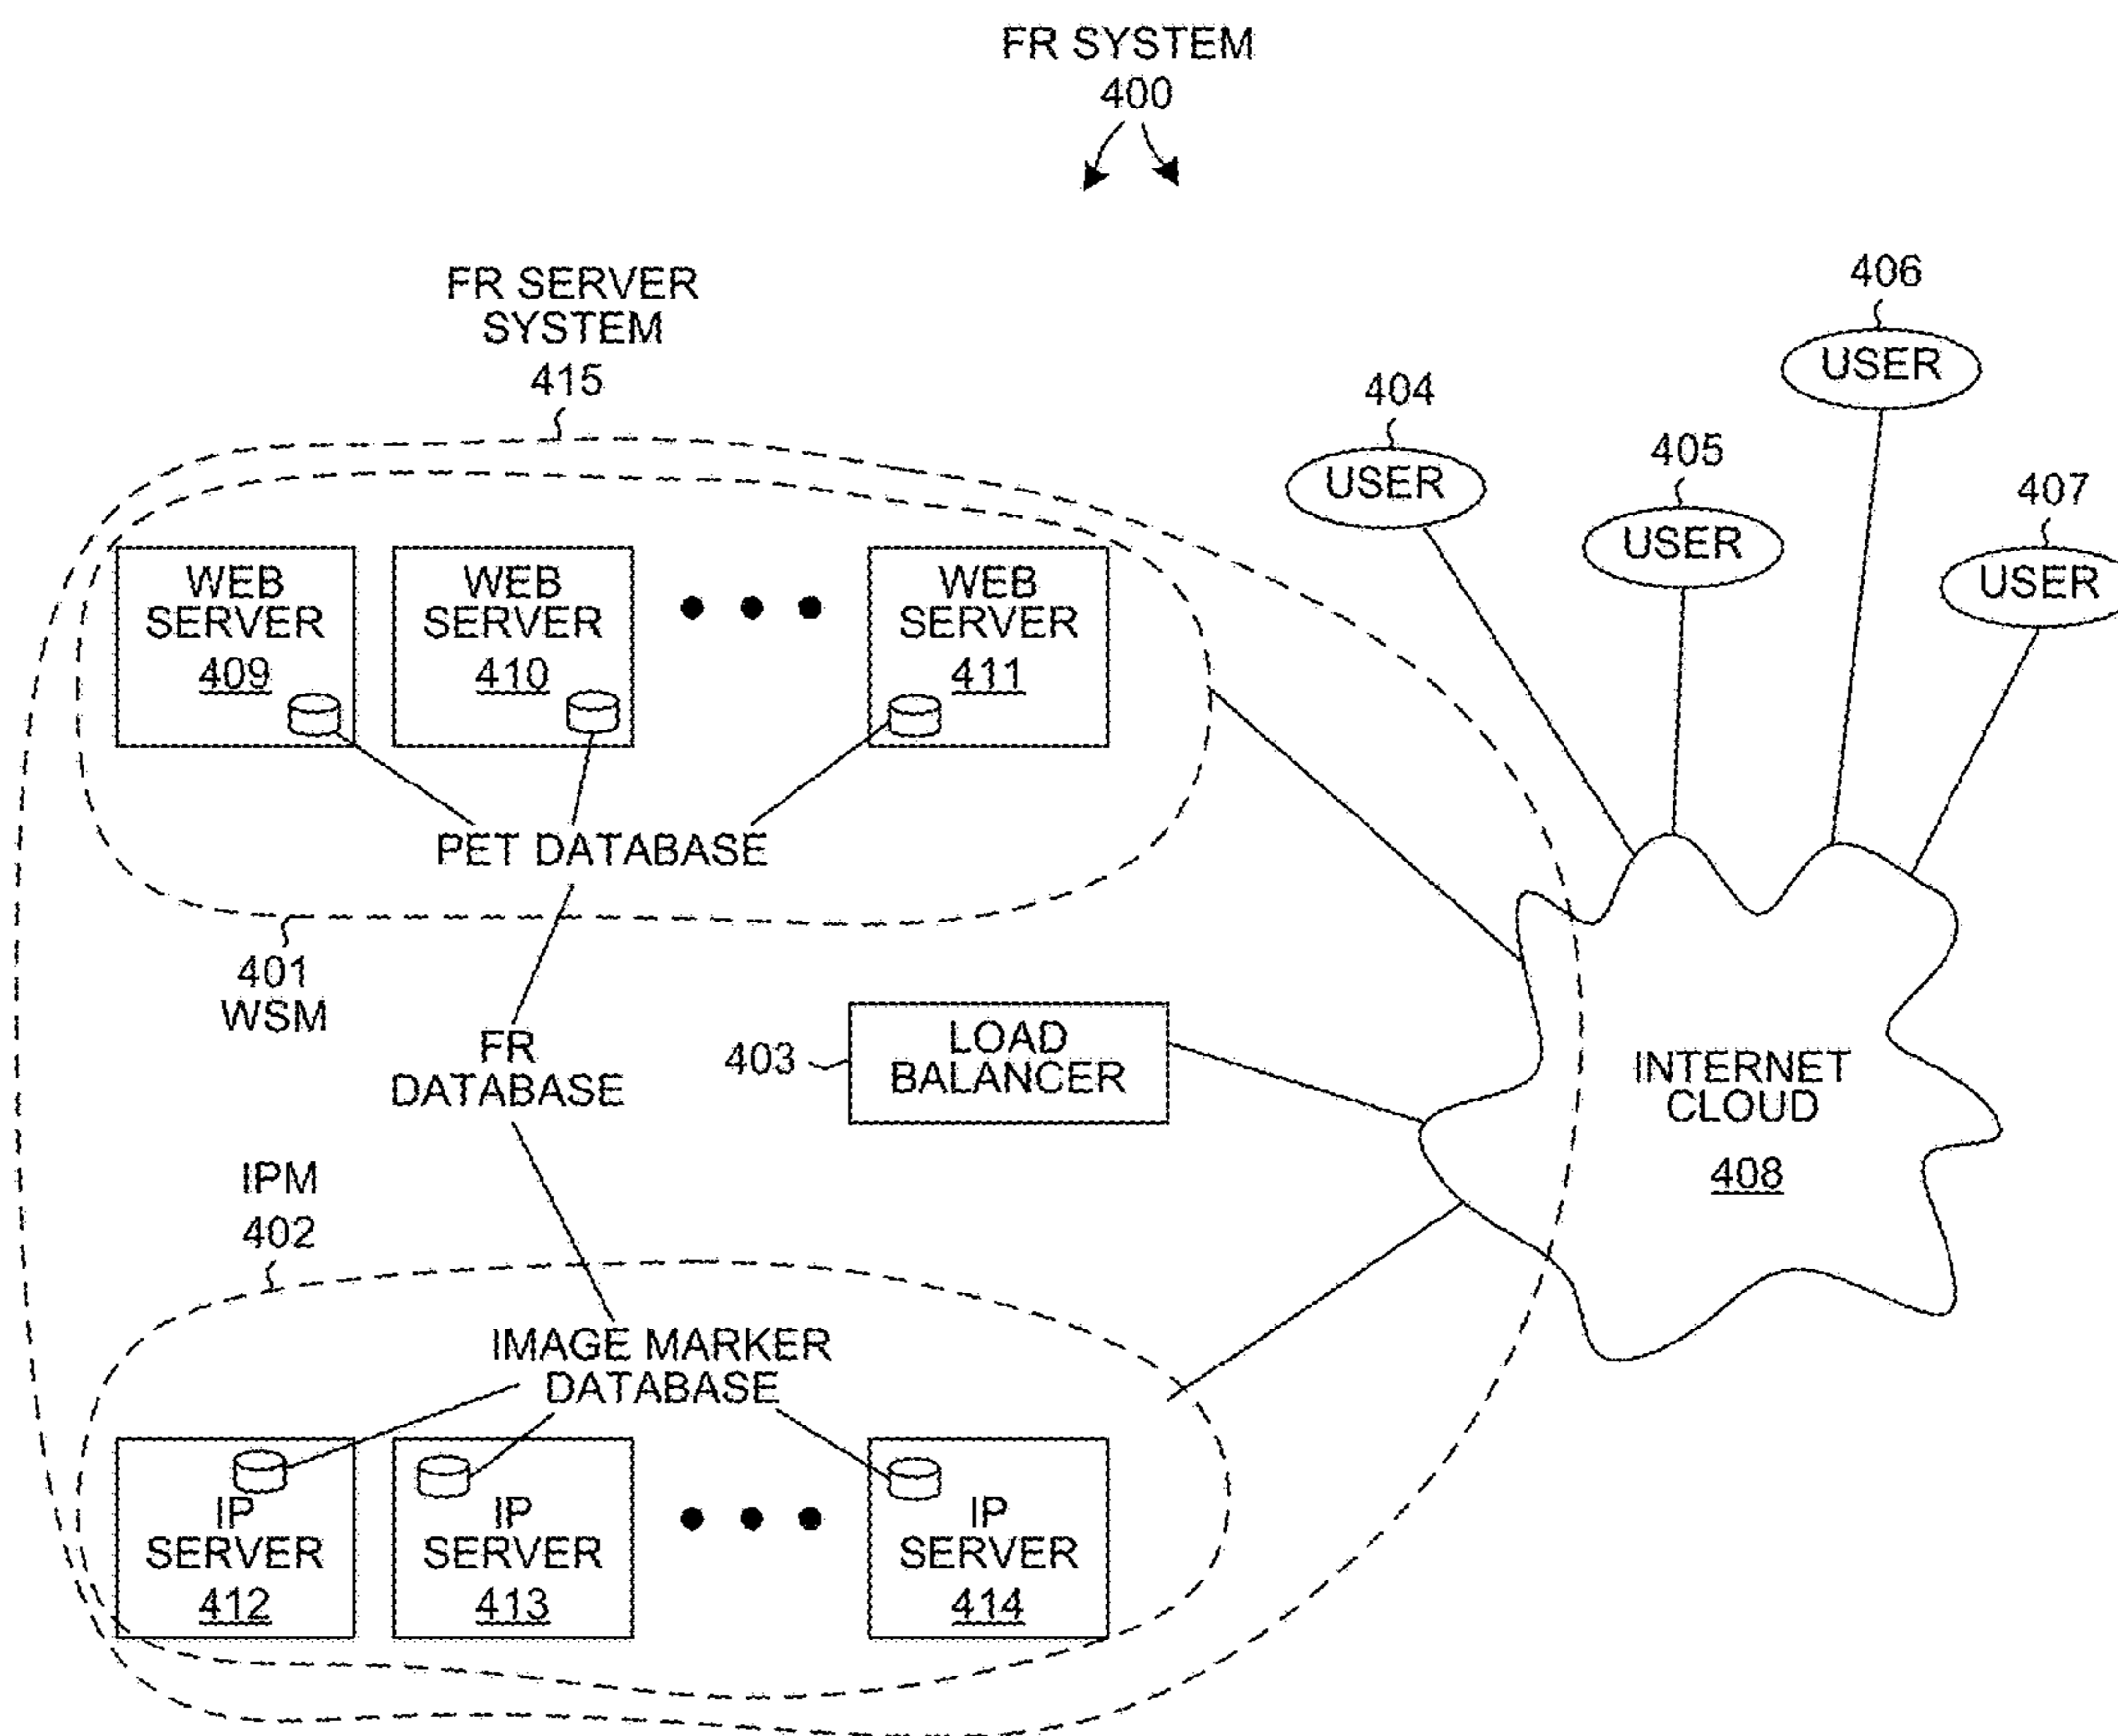 FR SYSTEM
400
FR SERVER
SYSTEM
415
406
USER
404
USER
405
USER
407
USER
WEB
SERVER
409
WEB
SERVER
410
WEB
SERVER
411
PET DATABASE
401
WSM
FR
DATABASE
403
LOAD
BALANCER
INTERNET
CLOUD
408
IPM
402
IMAGE MARKER
DATABASE
IP
SERVER
412
IP
SERVER
413
IP
SERVER
414